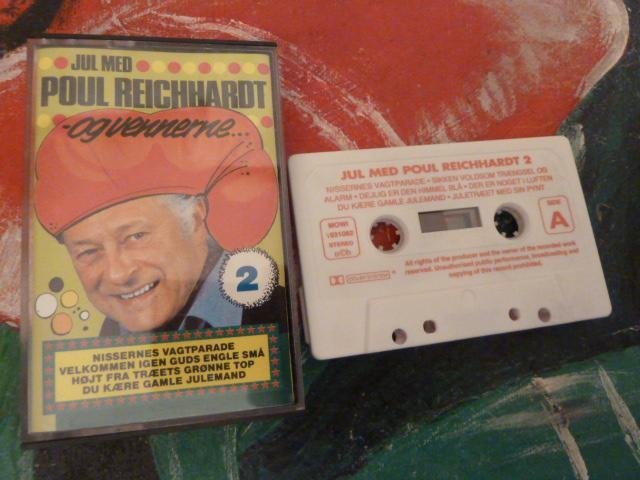 JUL MED
POUL REICHHARDT
-og vennerne...
2
NISSERNES VAGTPARADE
VELKOMMEN IGEN GUDS ENGLE SMÅ
HØJT FRA TRÆETS GRØNNE TOP
DU KÆRE GAMLE JULEMAND
JUL MED POUL REICHHARDT 2
NISSERNES VAGTPARADE • SIKKEN VOLDSOM TRÆNGSEL OG
ALARM • DEJLIG ER DEN HIMMEL BLÅ • DER ER NOGET I LUFTEN
DU KÆRE GAMLE JULEMAND • JULETRÆET MED SIN PYNT
MOWI
STEREO
SIDE
A
All rights of the producer and the owner of the recorded work
reserved. Unauthorised public performance, broadcasting and
copying of this record prohibited.